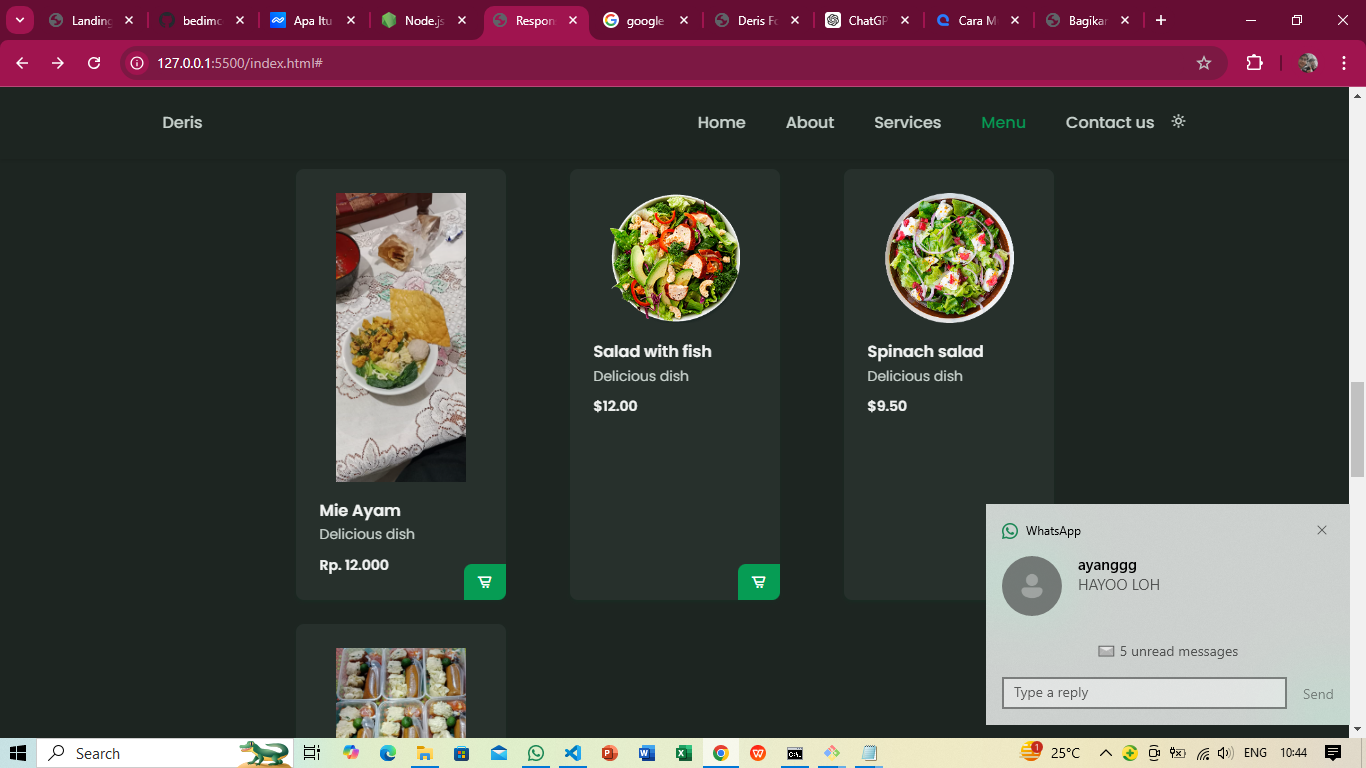 Landing
bedimc
Apa Itu
Node.js
Respon
google
Deris Fo
ChatGP
Cara M
Bagikar
127.0.0.1:5500/index.html#
Deris
Home
About
Services
Menu
Contact us
Mie Ayam
Delicious dish
Rp. 12.000
Salad with fish
Delicious dish
$12.00
Spinach salad
Delicious dish
$9.50
WhatsApp
ayanggg
HAYOO LOH
5 unread messages
Type a reply
Send
Search
1
25°C
ENG
10:44